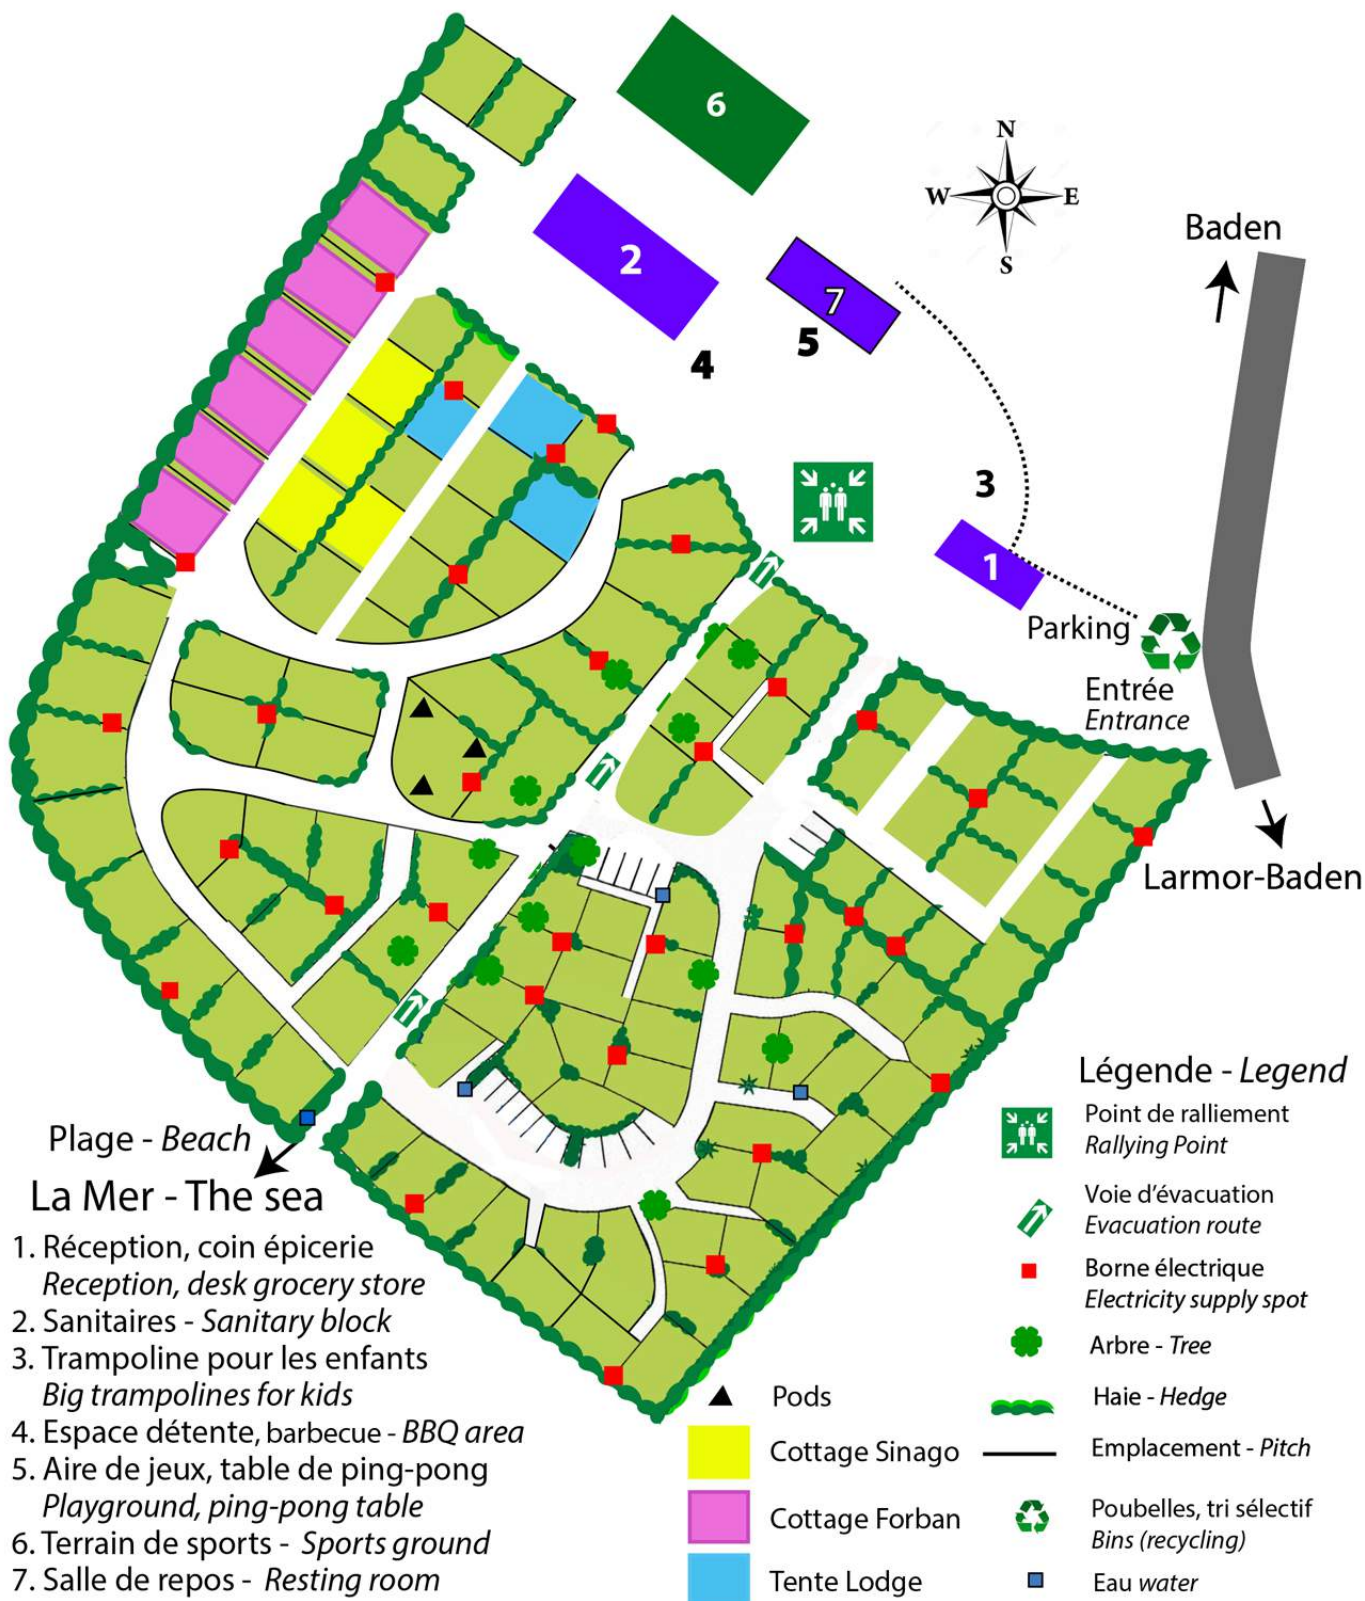 6
N
W
E
S
Baden
2
7
5
4
3
1
Parking
Entrée
Entrance
Larmor-Baden
Plage - Beach
La Mer - The sea
1. Réception, coin épicerie
Reception, desk grocery store
2. Sanitaires - Sanitary block
3. Trampoline pour les enfants
Big trampolines for kids
4. Espace détente, barbecue - BBQ area
5. Aire de jeux, table de ping-pong
Playground, ping-pong table
6. Terrain de sports - Sports ground
7. Salle de repos - Resting room
Légende - Legend
Point de ralliement
Rallying Point
Voie d'évacuation
Evacuation route
Borne électrique
Electricity supply spot
Arbre - Tree
Pods
Haie - Hedge
Cottage Sinago
Emplacement - Pitch
Cottage Forban
Poubelles, tri sélectif
Bins (recycling)
Tente Lodge
Eau water